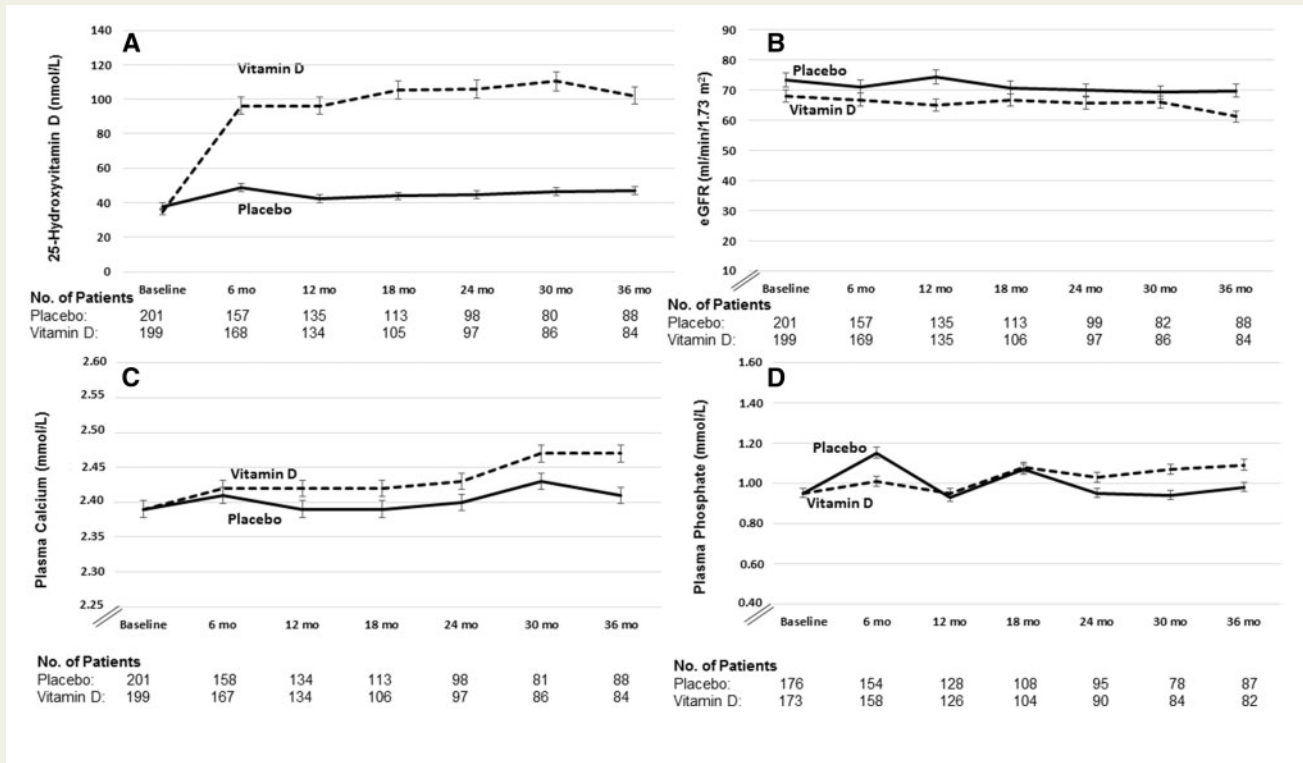 A
25-Hydroxyvitamin D (nmol/L)
140
120
100
80
60
40
20
0
Vitamin D
Placebo
Baseline 6 mo 12 mo 18 mo 24 mo 30 mo 36 mo
No. of Patients
Placebo: 201 157 135 113 98 80 88
Vitamin D: 199 168 134 105 97 86 84
B
eGFR (ml/min/1.73 m²)
90
80
70
60
50
40
30
20
10
Placebo
Vitamin D
Baseline 6 mo 12 mo 18 mo 24 mo 30 mo 36 mo
No. of Patients
Placebo: 201 157 135 113 99 82 88
Vitamin D: 199 169 135 106 97 86 84
C
Plasma Calcium (mmol/L)
2.60
2.55
2.50
2.45
2.40
2.35
2.30
2.25
Vitamin D
Placebo
Baseline 6 mo 12 mo 18 mo 24 mo 30 mo 36 mo
No. of Patients
Placebo: 201 158 134 113 98 81 88
Vitamin D: 199 167 134 106 97 86 84
D
Plasma Phosphate (mmol/L)
1.60
1.40
1.20
1.00
0.80
0.60
0.40
Placebo
Vitamin D
Baseline 6 mo 12 mo 18 mo 24 mo 30 mo 36 mo
No. of Patients
Placebo: 176 154 128 108 95 78 87
Vitamin D: 173 158 126 104 90 84 82